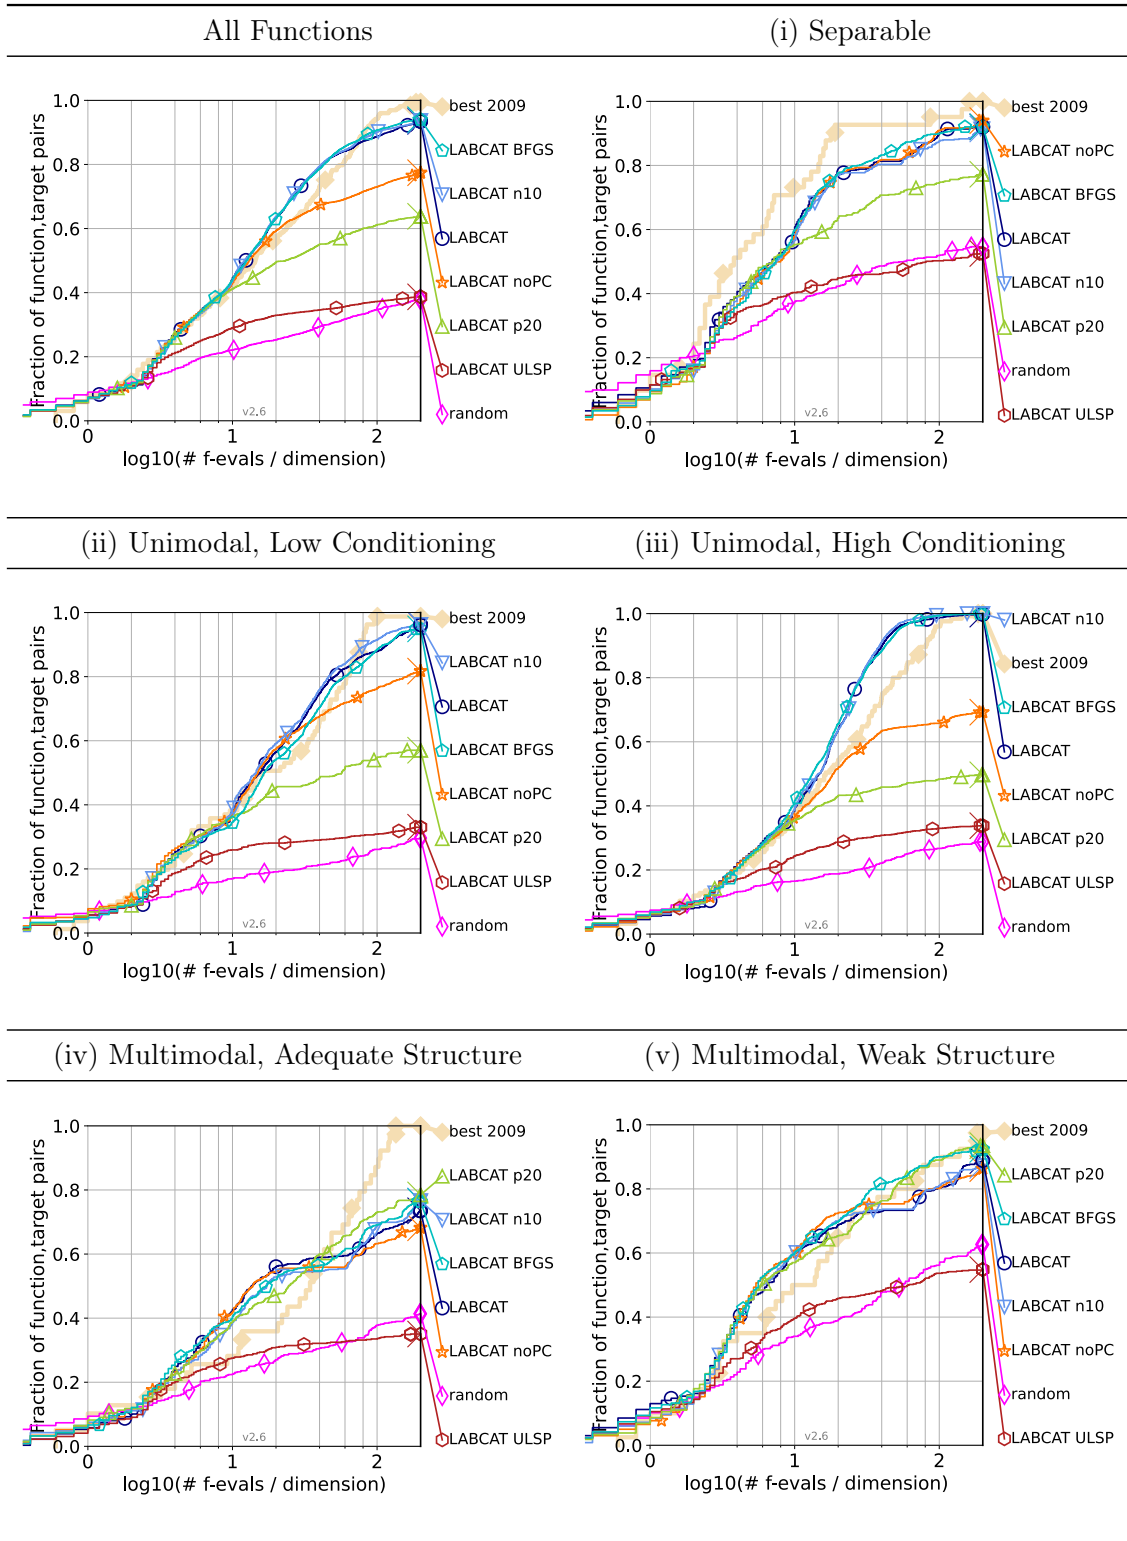 All Functions
(i) Separable
Fraction of function,target pairs
1.0
0.8
0.6
0.4
0.2
0.0
0
1
2
v2.6
log10(# f-evals / dimension)
best 2009
LABCAT BFGS
LABCAT n10
LABCAT
LABCAT noPC
LABCAT p20
LABCAT ULSP
random
Fraction of function,target pairs
1.0
0.8
0.6
0.4
0.2
0.0
0
1
2
v2.6
log10(# f-evals / dimension)
best 2009
LABCAT noPC
LABCAT BFGS
LABCAT
LABCAT n10
LABCAT p20
random
LABCAT ULSP
(ii) Unimodal, Low Conditioning
(iii) Unimodal, High Conditioning
Fraction of function,target pairs
1.0
0.8
0.6
0.4
0.2
0.0
0
1
2
v2.6
log10(# f-evals / dimension)
best 2009
LABCAT n10
LABCAT
LABCAT BFGS
LABCAT noPC
LABCAT p20
LABCAT ULSP
random
Fraction of function,target pairs
1.0
0.8
0.6
0.4
0.2
0.0
0
1
2
v2.6
log10(# f-evals / dimension)
LABCAT n10
best 2009
LABCAT BFGS
LABCAT
LABCAT noPC
LABCAT p20
LABCAT ULSP
random
(iv) Multimodal, Adequate Structure
(v) Multimodal, Weak Structure
Fraction of function,target pairs
1.0
0.8
0.6
0.4
0.2
0.0
0
1
2
v2.6
log10(# f-evals / dimension)
best 2009
LABCAT p20
LABCAT n10
LABCAT BFGS
LABCAT
LABCAT noPC
random
LABCAT ULSP
Fraction of function,target pairs
1.0
0.8
0.6
0.4
0.2
0.0
0
1
2
v2.6
log10(# f-evals / dimension)
best 2009
LABCAT p20
LABCAT BFGS
LABCAT
LABCAT n10
LABCAT noPC
random
LABCAT ULSP